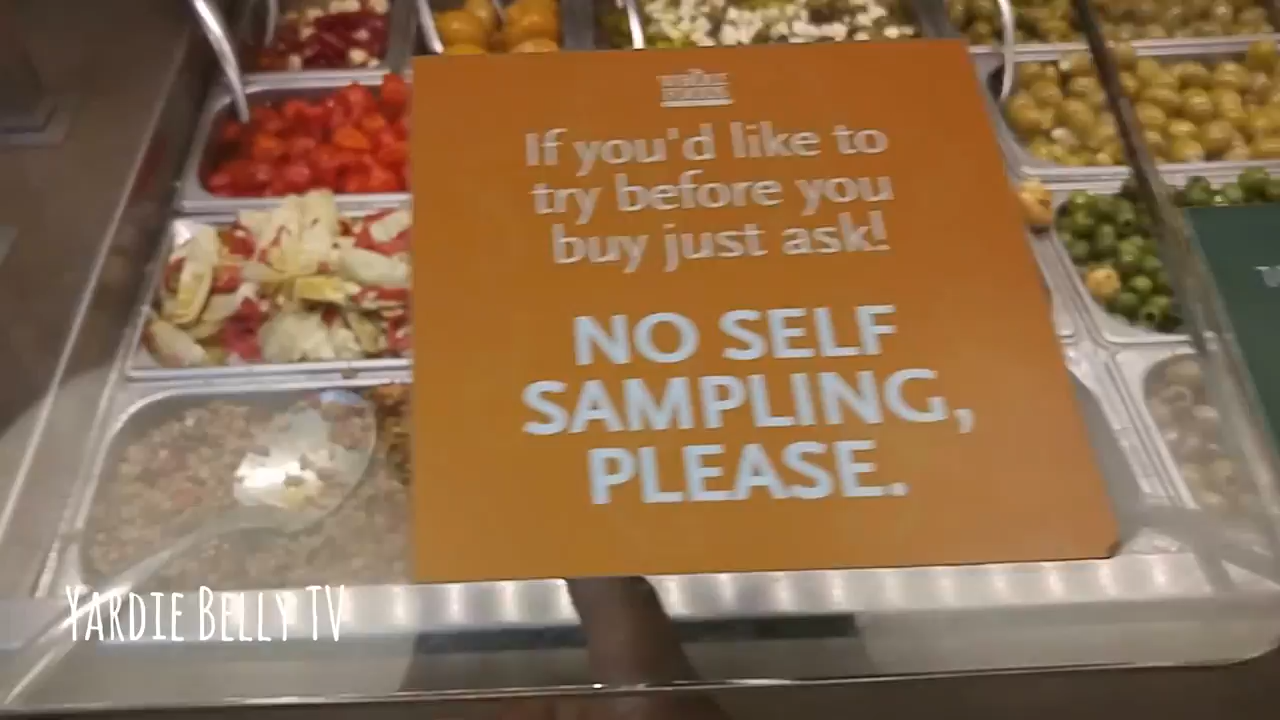 If you'd like to
try before you
buy just ask!
NO SELF
SAMPLING,
PLEASE.
YARDIE BELLY TV